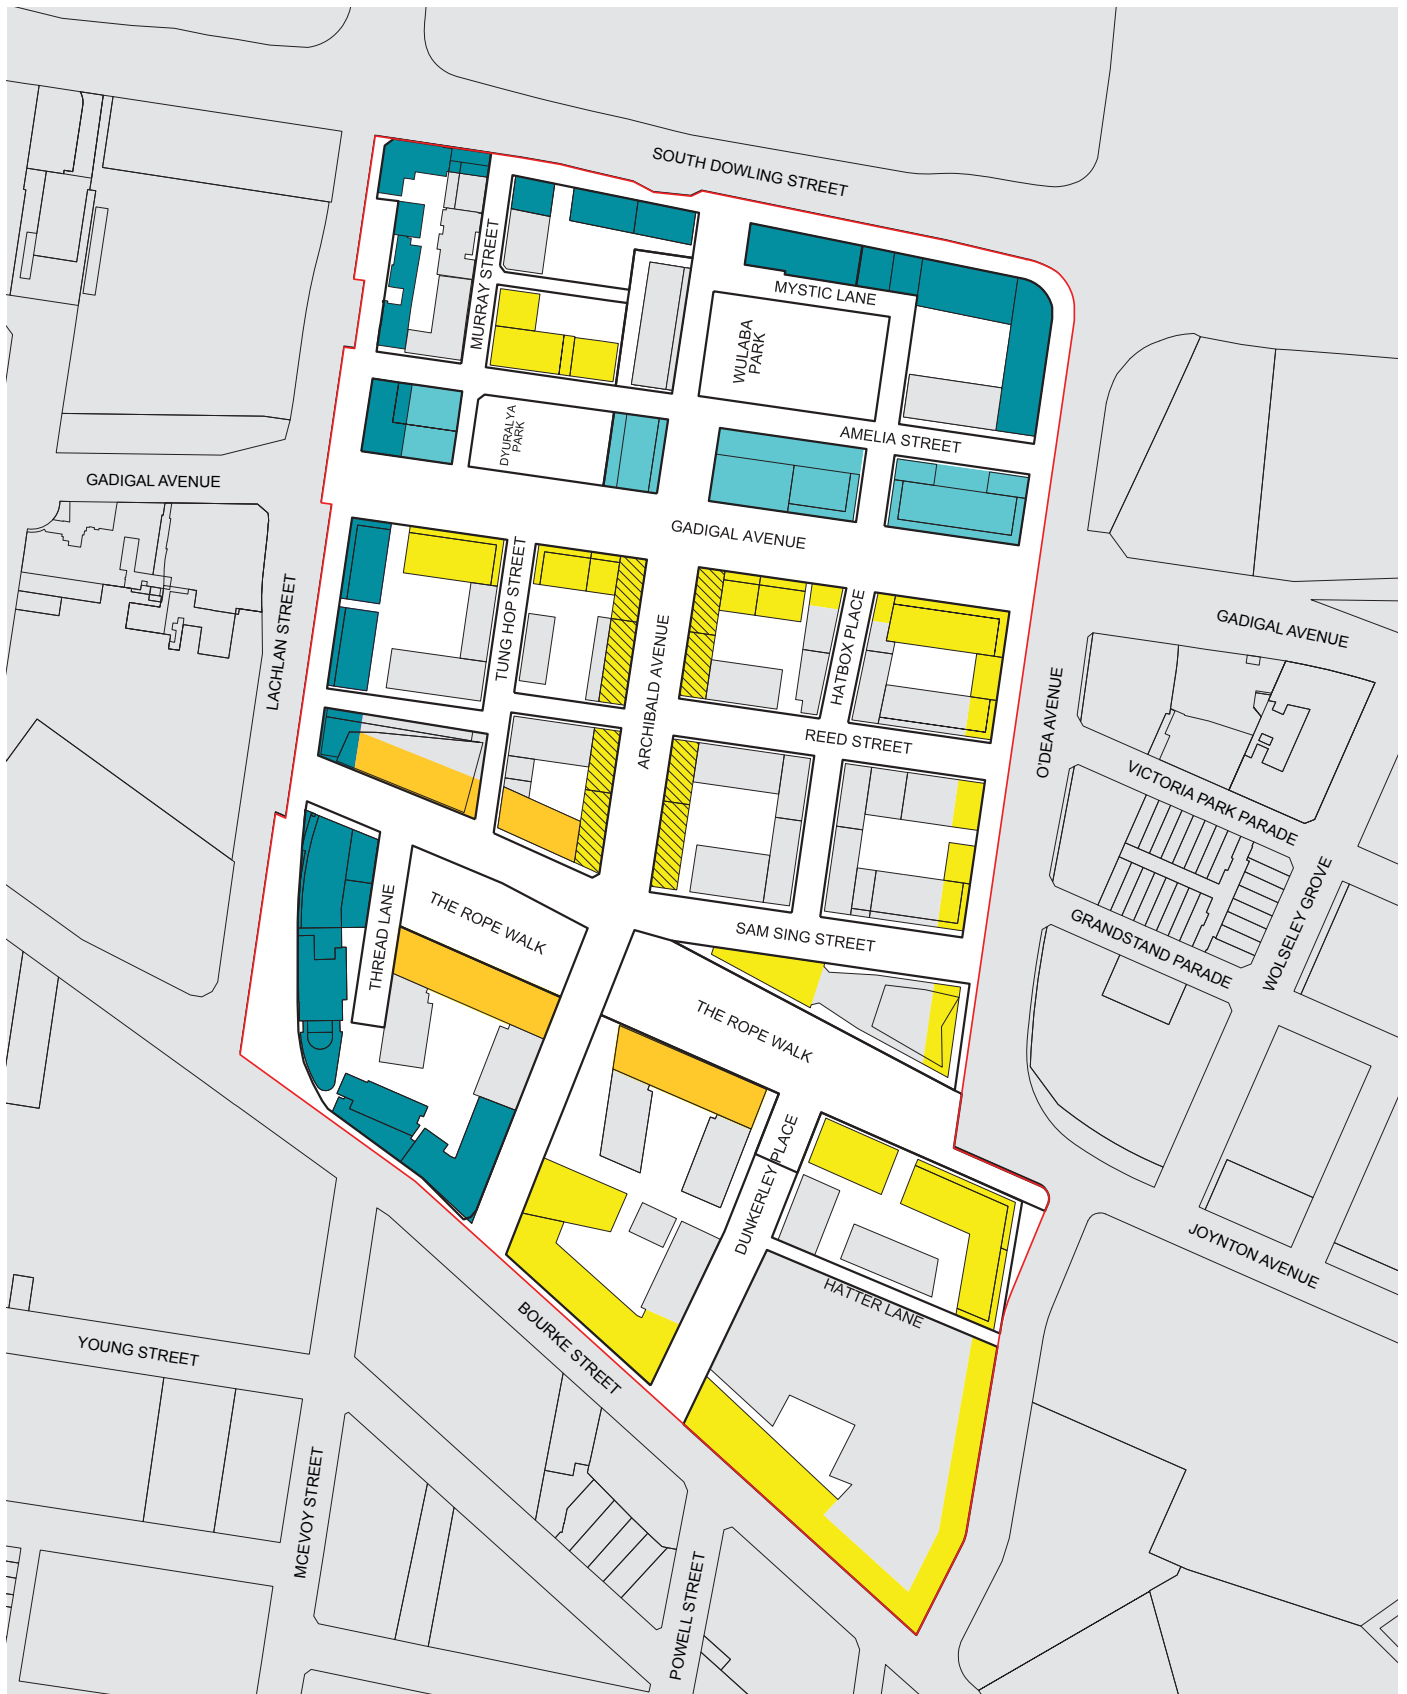 SOUTH DOWLING STREET
MURRAY STREET
MYSTIC LANE
WULABA
PARK
DYURALYA
PARK
AMELIA STREET
GADIGAL AVENUE
GADIGAL AVENUE
LACHLAN STREET
TUNG HOP STREET
ARCHIBALD AVENUE
HATBOX PLACE
GADIGAL AVENUE
O'DEA AVENUE
REED STREET
VICTORIA PARK PARADE
THREAD LANE
THE ROPE WALK
SAM SING STREET
GRANDSTAND PARADE
WOLSELEY GROVE
THE ROPE WALK
DUNKERLEY PLACE
JOYNTON AVENUE
HATTER LANE
BOURKE STREET
YOUNG STREET
MCEVOY STREET
POWELL STREET